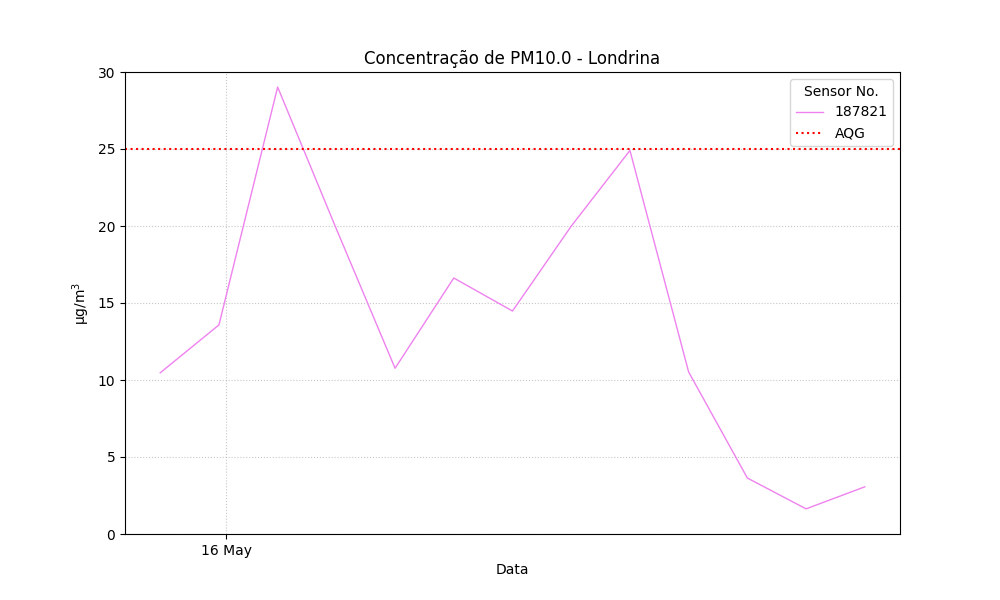 Concentração de PM10.0 - Londrina
Sensor No.
187821
AQG
30
25
20
15
10
5
0
µg/m³
16 May
Data